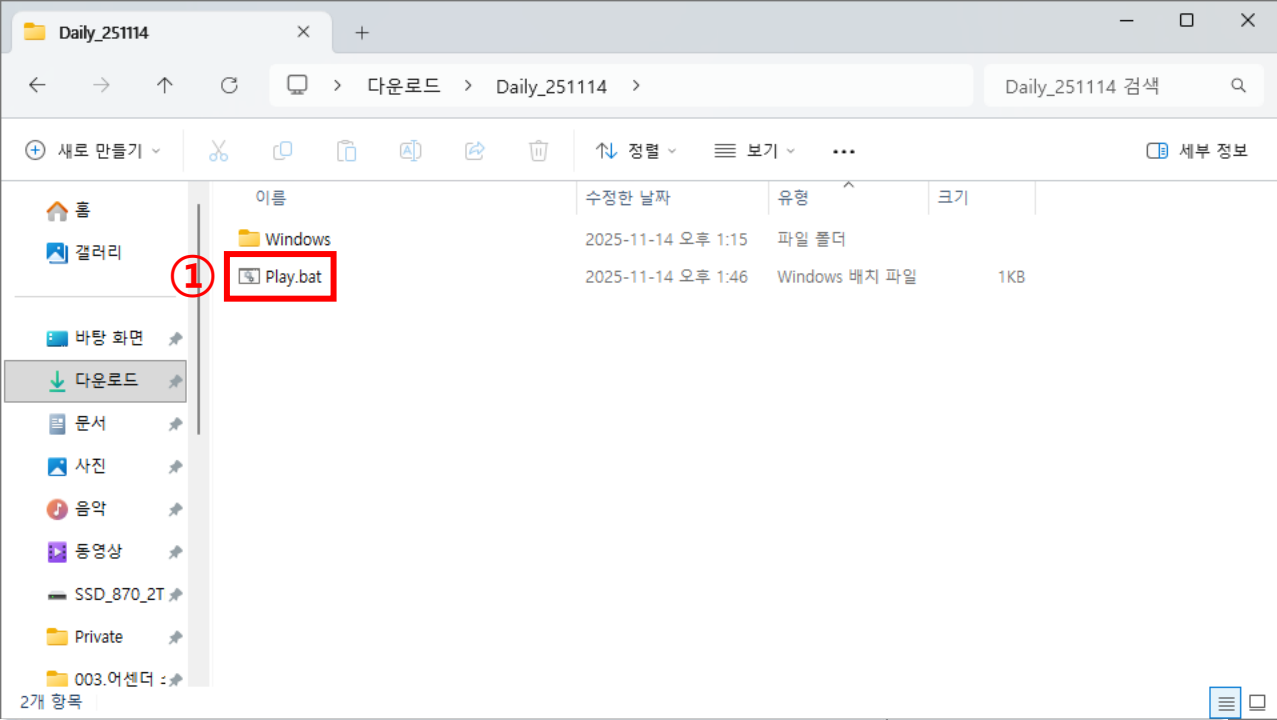 Daily_251114
다운로드 > Daily_251114 >
Daily_251114 검색
새로 만들기
정렬
보기
세부 정보
이름 수정한 날짜 유형 크기
홈
갤러리
바탕 화면
다운로드
문서
사진
음악
동영상
SSD_870_2T
Private
003.어센더
Windows 2025-11-14 오후 1:15 파일 폴더
① Play.bat 2025-11-14 오후 1:46 Windows 배치 파일 1KB
2개 항목